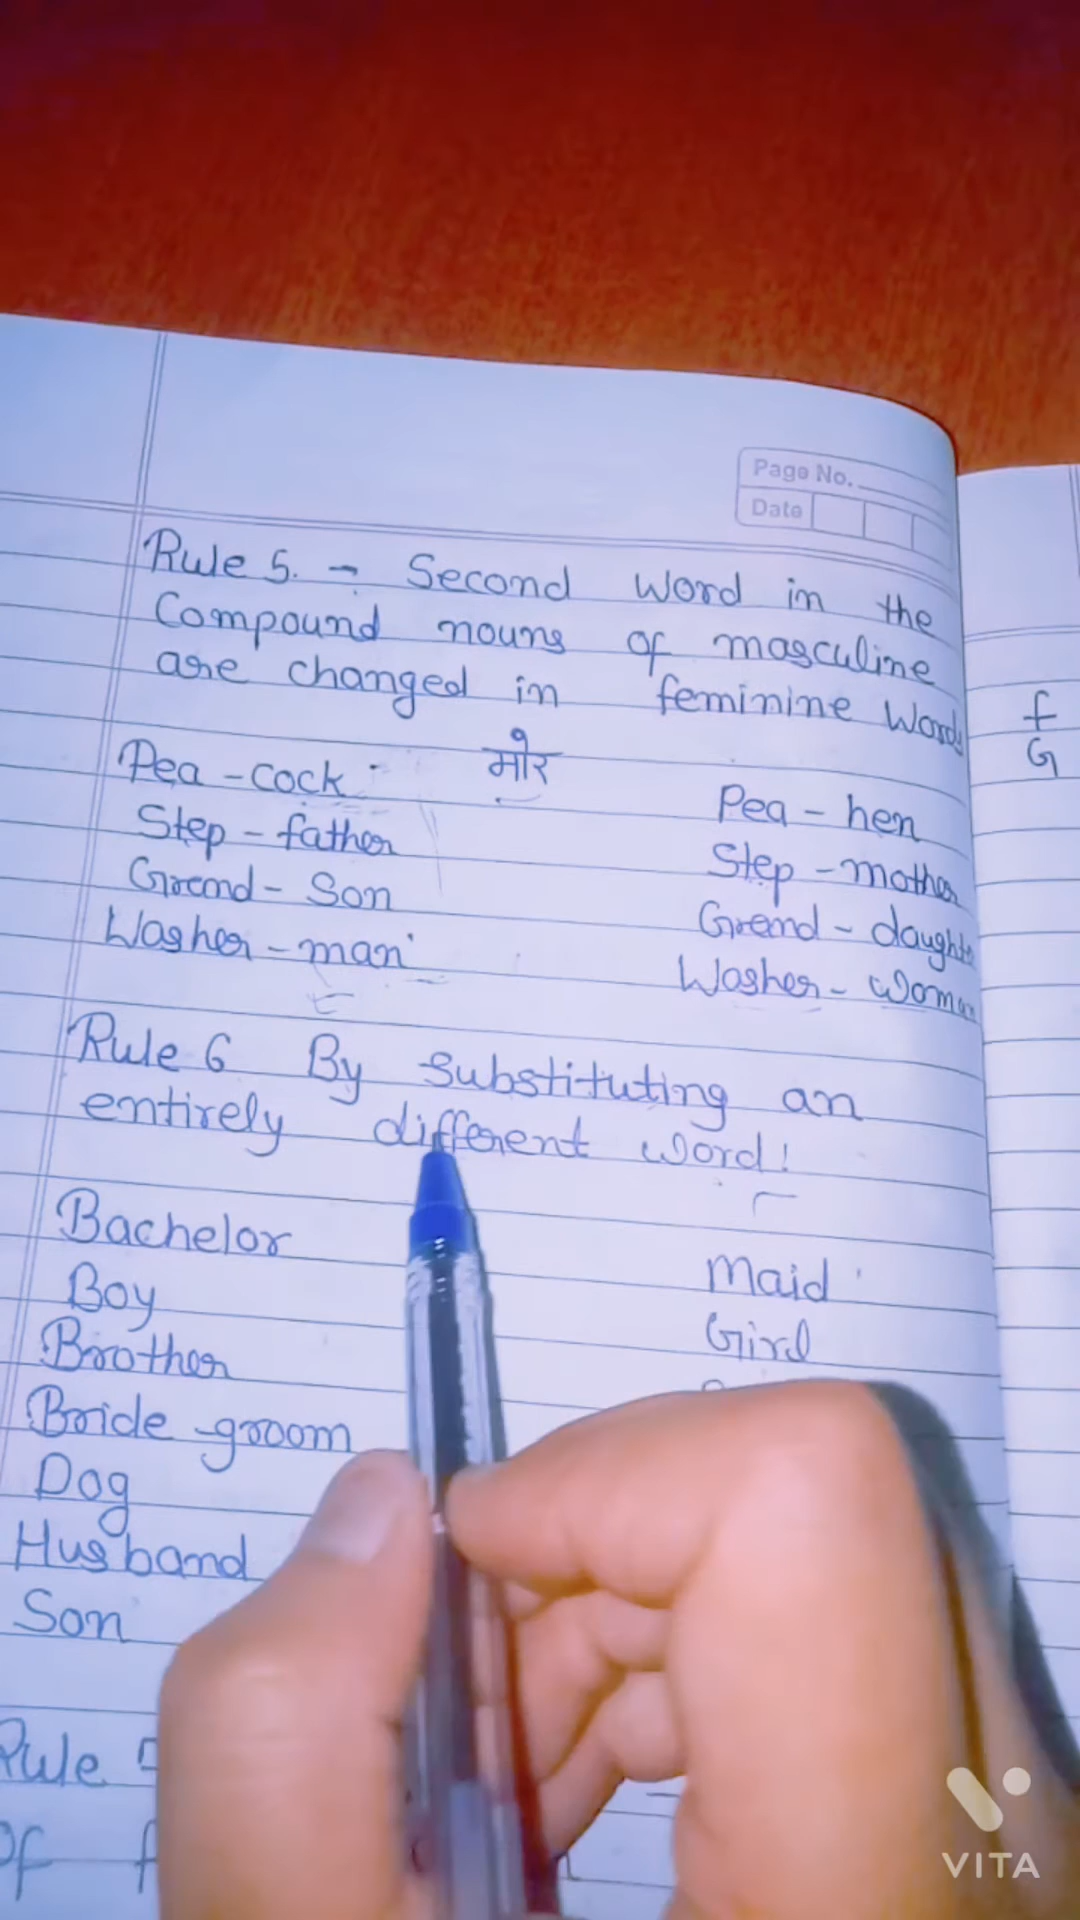 Page No.
Date
Rule 5. - Second word in the
Compound nouns of masculine
are changed in feminine words
Pea-cock मोर Pea-hen
Step-father Step-mother
Grand-Son Grand-daughte
Washer-man Washer-woman
Rule 6 By substituting an
entirely different word!
Bachelor Maid
Boy Girl
Brother
Bride-groom
Dog
Husband
Son
Rule
of f
f
G
VITA